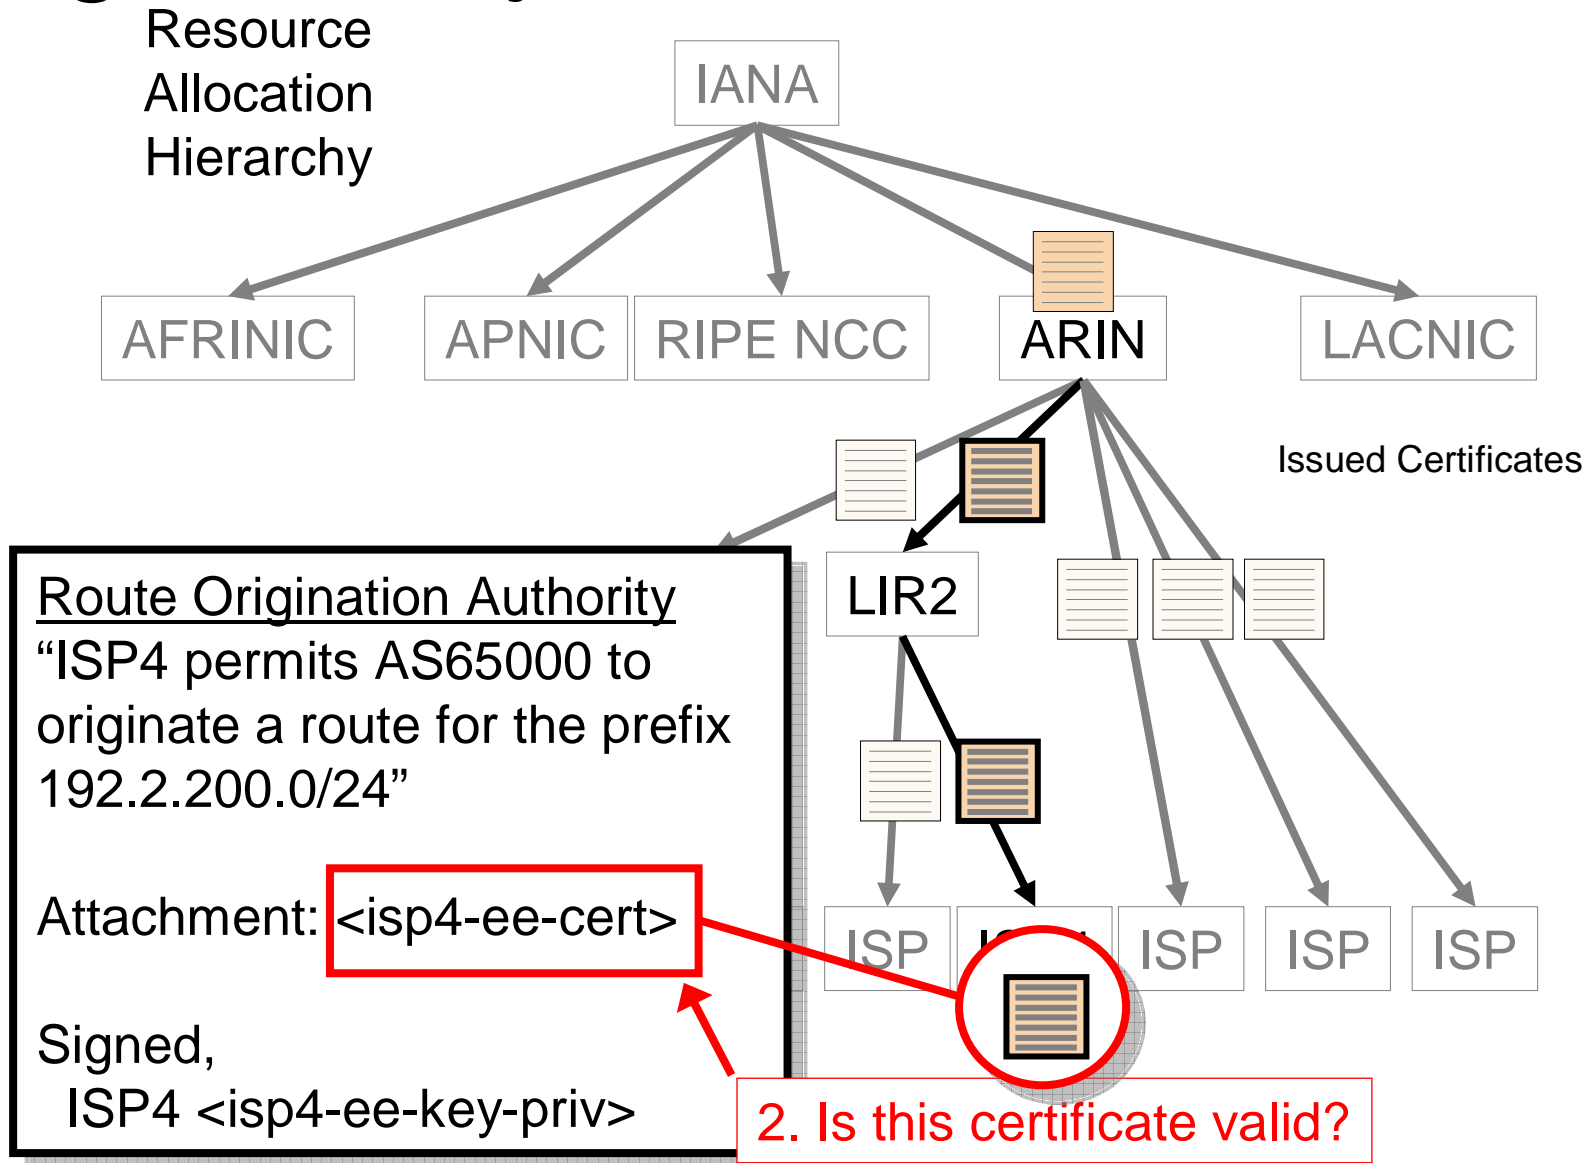 Resource
Allocation
Hierarchy
IANA
AFRINIC
APNIC
RIPE NCC
ARIN
LACNIC
Issued Certificates
Route Origination Authority
“ISP4 permits AS65000 to
originate a route for the prefix
192.2.200.0/24”
Attachment: <isp4-ee-cert>
Signed,
ISP4 <isp4-ee-key-priv>
LIR2
ISP
ISP
ISP
ISP
2. Is this certificate valid?